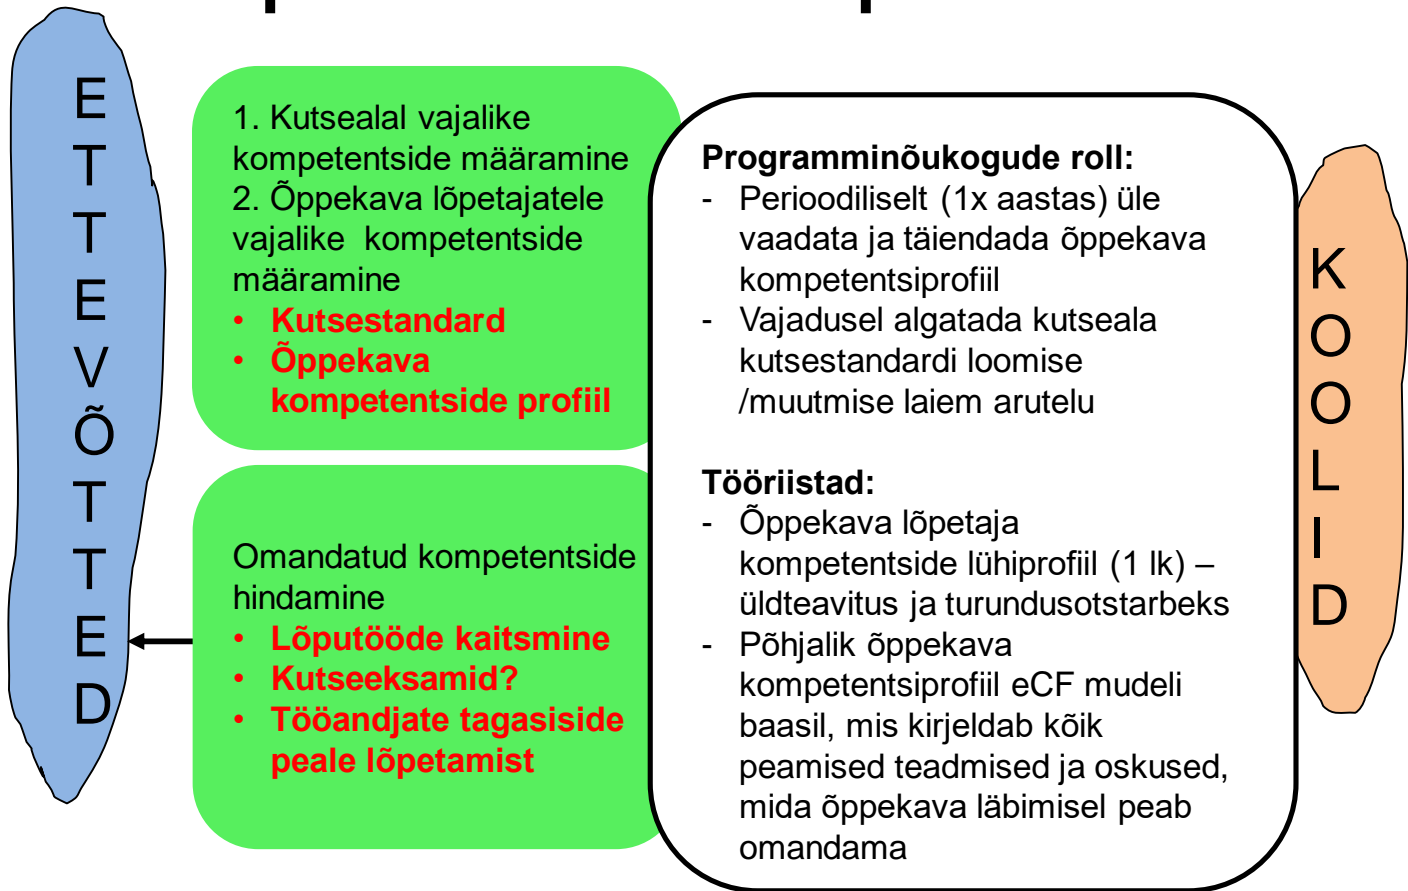 ETTEVÕTTED
1. Kutsealal vajalike
kompetentside määramine
2. Õppekava lõpetajatele
vajalike kompetentside
määramine
• Kutsestandard
• Õppekava
kompetentside profiil
Omandatud kompetentside
hindamine
• Lõputööde kaitsmine
• Kutseeksamid?
• Tööandjate tagasiside
peale lõpetamist
Programminõukogude roll:
- Perioodiliselt (1x aastas) üle
vaadata ja täiendada õppekava
kompetentsiprofiil
- Vajadusel algatada kutseala
kutsestandardi loomise
/muutmise laiem arutelu
Tööriistad:
- Õppekava lõpetaja
kompetentside lühiprofiil (1 lk) –
üldteavitus ja turundusotstarbeks
- Põhjalik õppekava
kompetentsiprofiil eCF mudeli
baasil, mis kirjeldab kõik
peamised teadmised ja oskused,
mida õppekava läbimisel peab
omandama
KOOLID